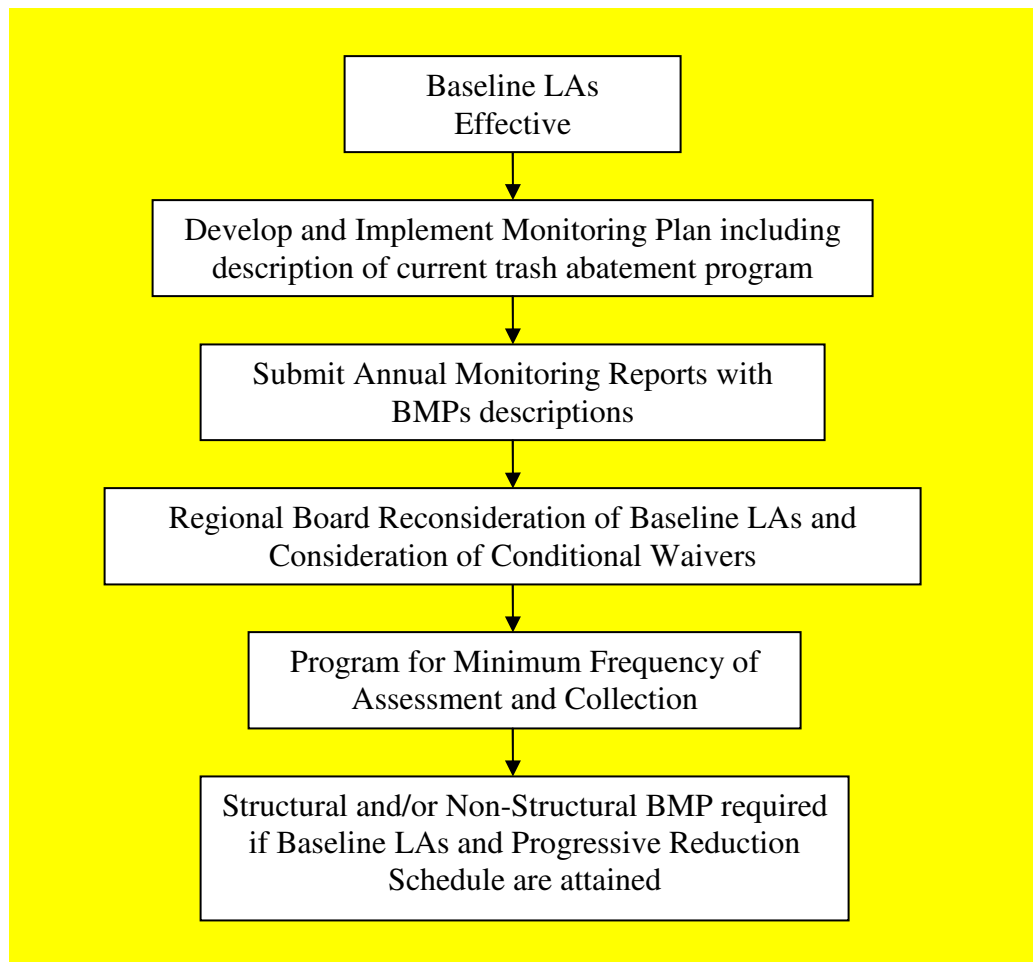 Baseline LAs
Effective
Develop and Implement Monitoring Plan including
description of current trash abatement program
Submit Annual Monitoring Reports with
BMPs descriptions
Regional Board Reconsideration of Baseline LAs and
Consideration of Conditional Waivers
Program for Minimum Frequency of
Assessment and Collection
Structural and/or Non-Structural BMP required
if Baseline LAs and Progressive Reduction
Schedule are attained